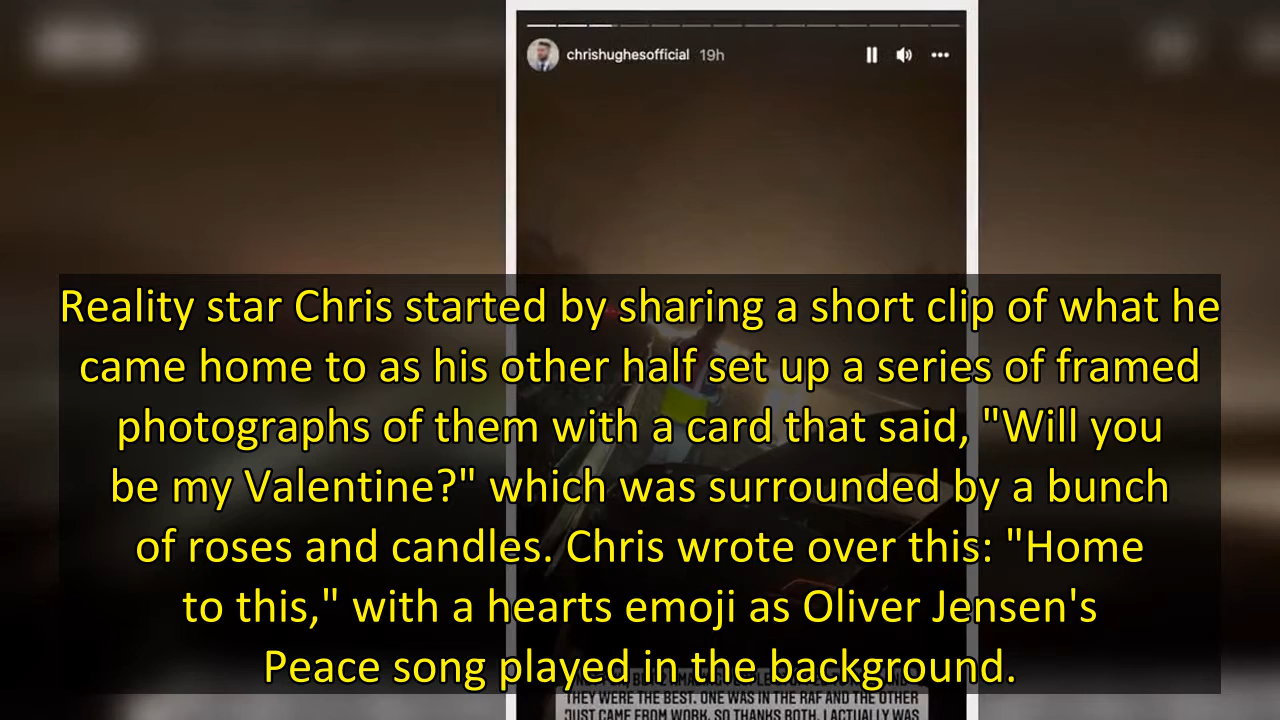 chrishughesofficial 19h
Reality star Chris started by sharing a short clip of what he
came home to as his other half set up a series of framed
photographs of them with a card that said, "Will you
be my Valentine?" which was surrounded by a bunch
of roses and candles. Chris wrote over this: "Home
to this," with a hearts emoji as Oliver Jensen's
Peace song played in the background.
THEY WERE THE BEST. ONE WAS IN THE RAF AND THE OTHER
JUST CAME FROM WORK. SO THANKS BOTH. I ACTUALLY WAS